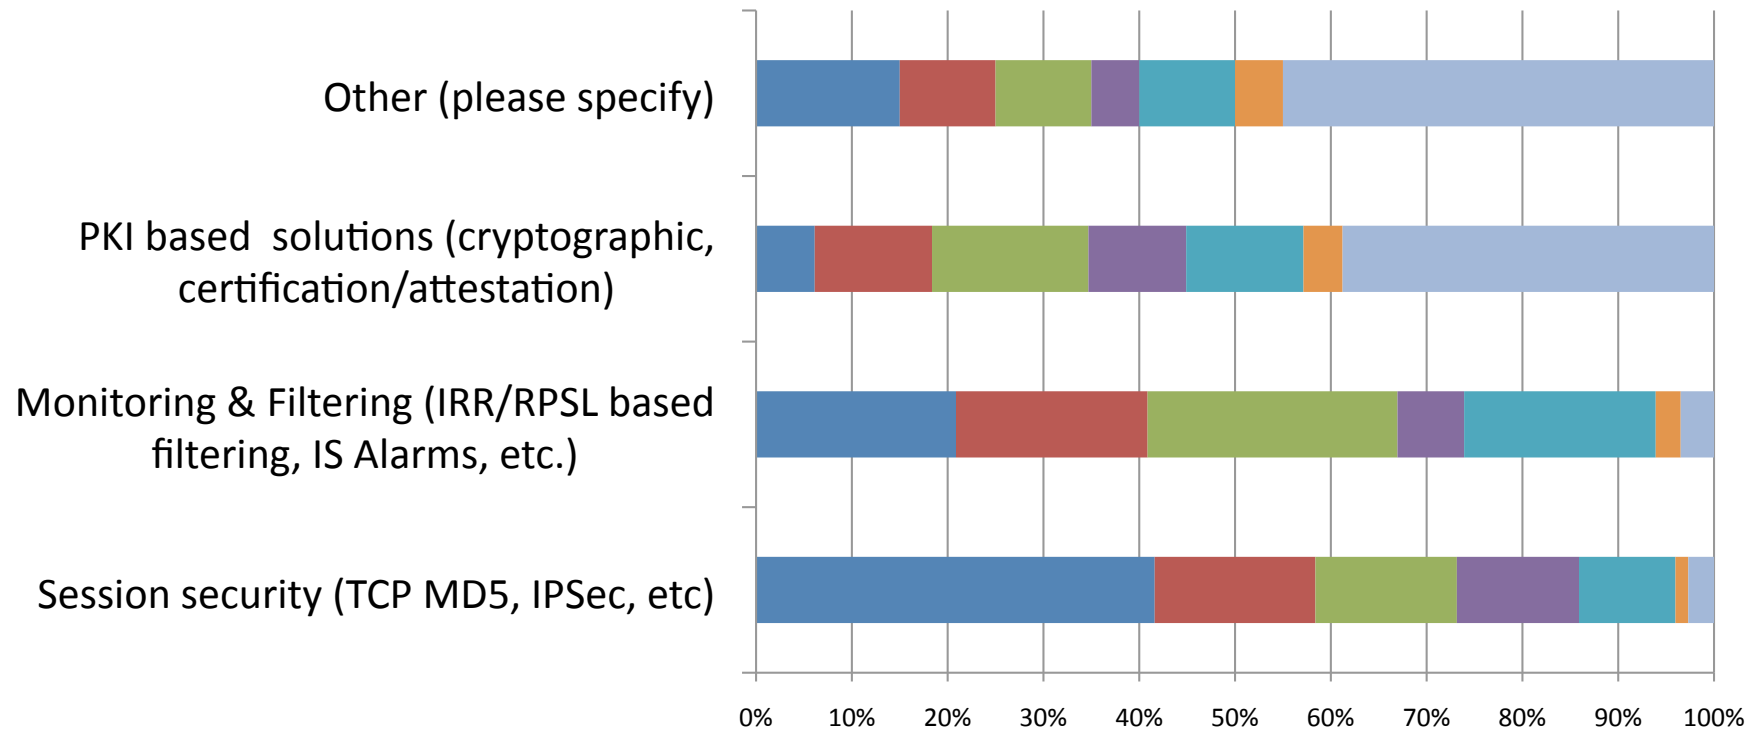 Other (please specify)
PKI based  solutions (cryptographic,
certification/attestation)
Monitoring & Filtering (IRR/RPSL based
filtering, IS Alarms, etc.)
Session security (TCP MD5, IPSec, etc)
0% 10% 20% 30% 40% 50% 60% 70% 80% 90% 100%